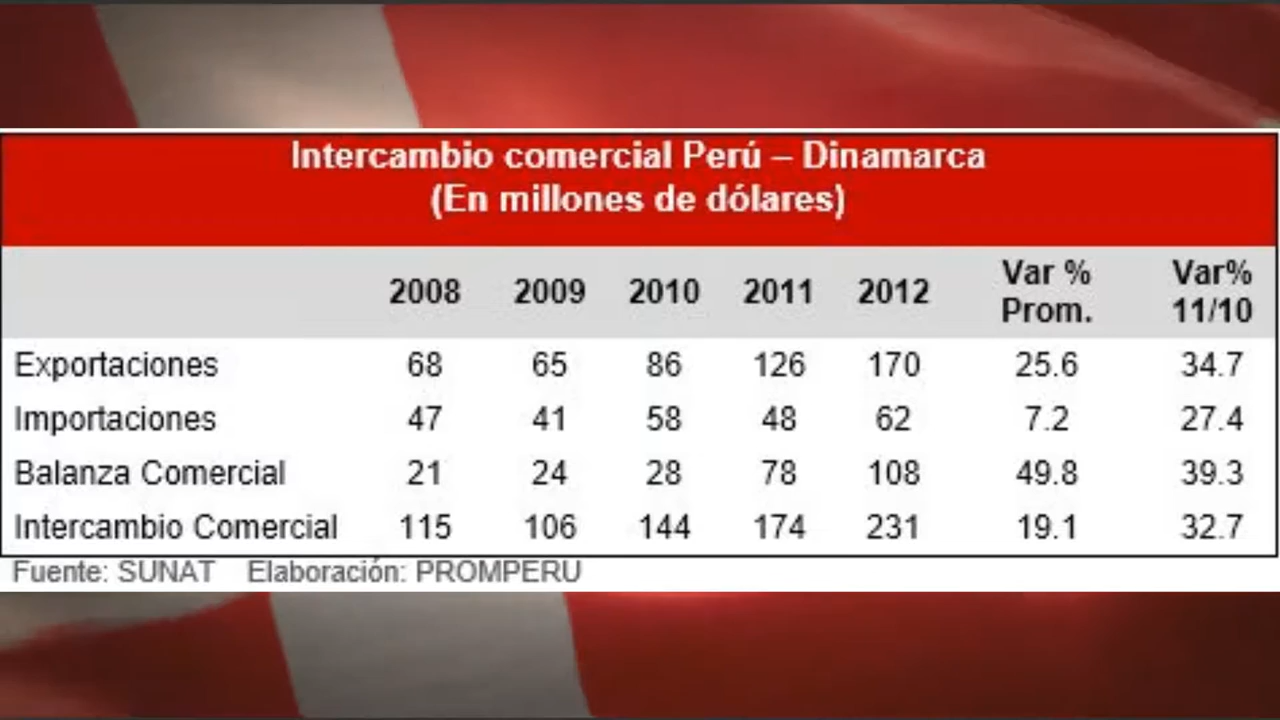 Intercambio comercial Perú – Dinamarca
(En millones de dólares)
2008 2009 2010 2011 2012 Var % Prom. Var% 11/10
Exportaciones 68 65 86 126 170 25.6 34.7
Importaciones 47 41 58 48 62 7.2 27.4
Balanza Comercial 21 24 28 78 108 49.8 39.3
Intercambio Comercial 115 106 144 174 231 19.1 32.7
Fuente: SUNAT Elaboración: PROMPERU